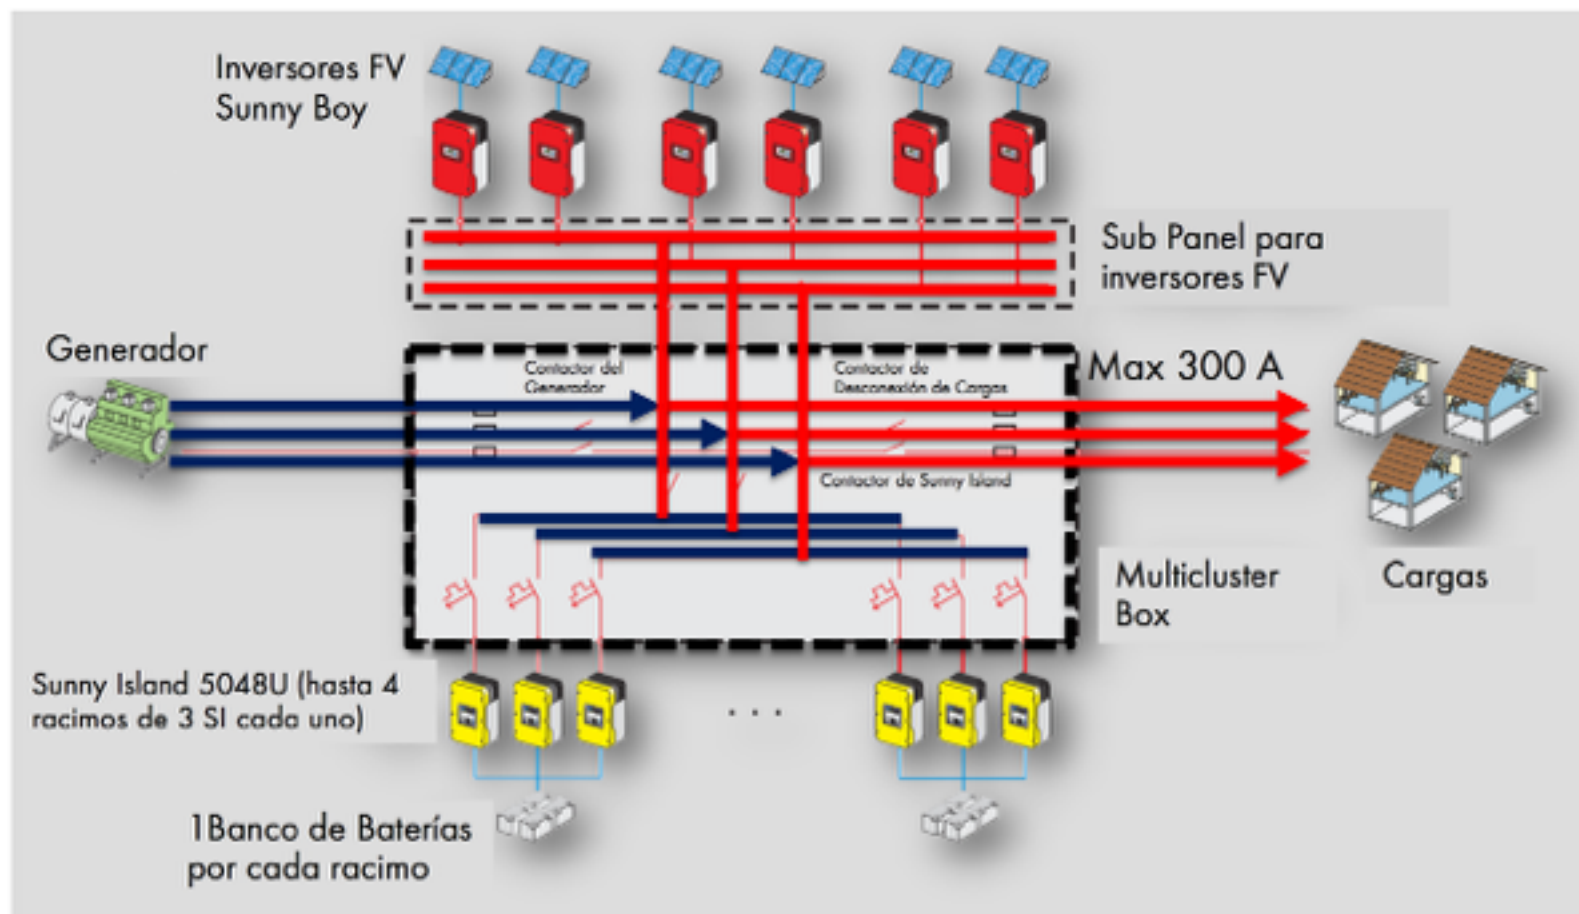 Inversores FV
Sunny Boy
Sub Panel para
inversores FV
Generador
Contactor del
Generador
Contactor de
Desconexión de Cargas
Max 300 A
Contactor de Sunny Island
Multicluster
Box
Cargas
Sunny Island 5048U (hasta 4
racimos de 3 SI cada uno)
. . .
1Banco de Baterías
por cada racimo